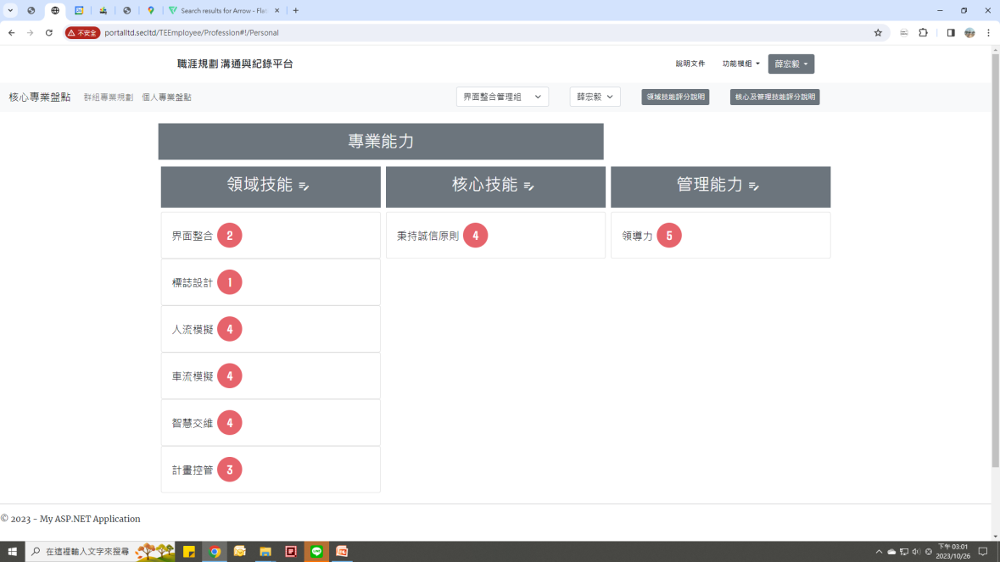 Search results for Arrow - Flat
不安全
portalltd.secltd/TEEmployee/Profession#!/Personal
職涯規劃 溝通與紀錄平台
說明文件
功能模組
薛宏毅
核心專業盤點
群組專業規劃
個人專業盤點
界面整合管理組
薛宏毅
領域技能評分說明
核心及管理技能評分說明
專業能力
領域技能
核心技能
管理能力
界面整合 2
秉持誠信原則 4
領導力 5
標誌設計 1
人流模擬 4
車流模擬 4
智慧交維 4
計畫控管 3
© 2023 - My ASP.NET Application
在這裡輸入文字來搜尋
下午 03:01
2023/10/26